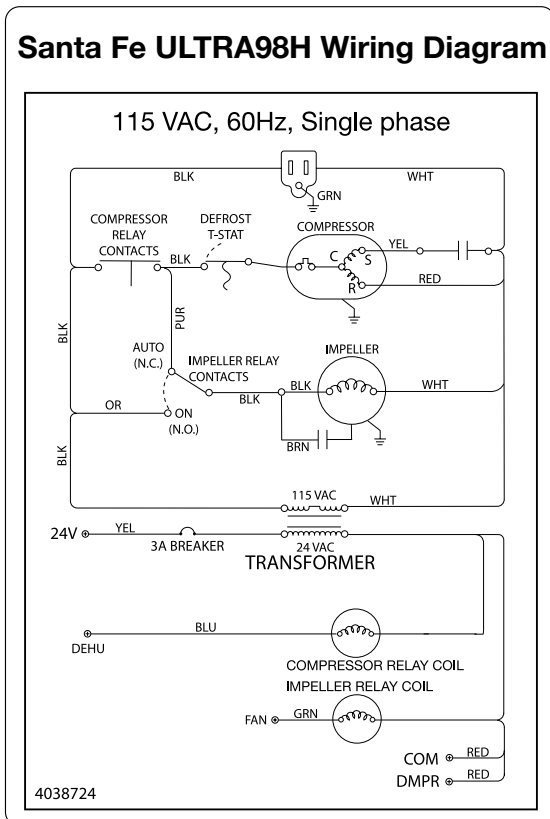 Santa Fe ULTRA98H Wiring Diagram
115 VAC, 60Hz, Single phase
BLK
WHT
GRN
COMPRESSOR
RELAY
CONTACTS
DEFROST
T-STAT
COMPRESSOR
BLK
C
S
R
YEL
RED
BLK
PUR
AUTO
(N.C.)
IMPELLER RELAY
CONTACTS
IMPELLER
BLK
BLK
WHT
OR
ON
(N.O.)
BRN
BLK
115 VAC
WHT
24V
YEL
3A BREAKER
24 VAC
TRANSFORMER
BLU
DEHU
COMPRESSOR RELAY COIL
IMPELLER RELAY COIL
FAN
GRN
COM
RED
DMPR
RED
4038724